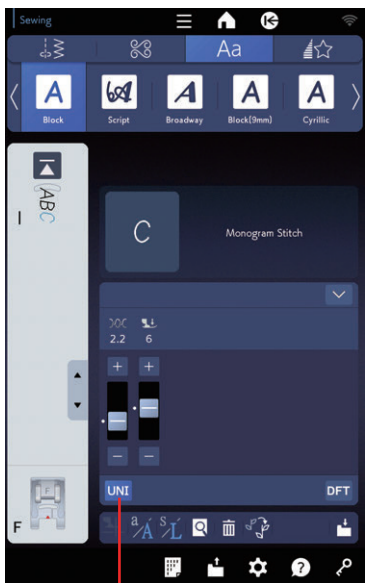 Sewing
Aa
A A A A A
Block Script Broadway Block(9mm) Cyrillic
ABC
I
C Monogram Stitch
2.2 6
UNI DFT
F
a/A S/L
?